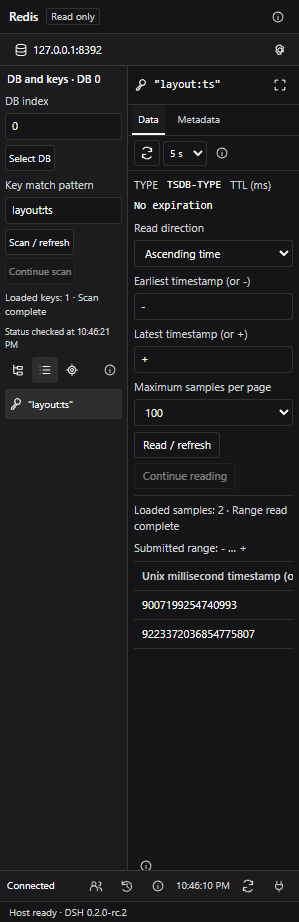 Redis Read only
127.0.0.1:8392
DB and keys · DB 0
DB index
0
Select DB
Key match pattern
layout:ts
Scan / refresh
Continue scan
Loaded keys: 1 · Scan
complete
Status checked at 10:46:21
PM
"layout:ts"
"layout:ts"
Data Metadata
5 s
TYPE TSDB-TYPE TTL (ms)
No expiration
Read direction
Ascending time
Earliest timestamp (or -)
-
Latest timestamp (or +)
+
Maximum samples per page
100
Read / refresh
Continue reading
Loaded samples: 2 · Range read
complete
Submitted range: - … +
Unix millisecond timestamp (o
9007199254740993
9223372036854775807
Connected 10:46:10 PM
Host ready · DSH 0.2.0-rc.2